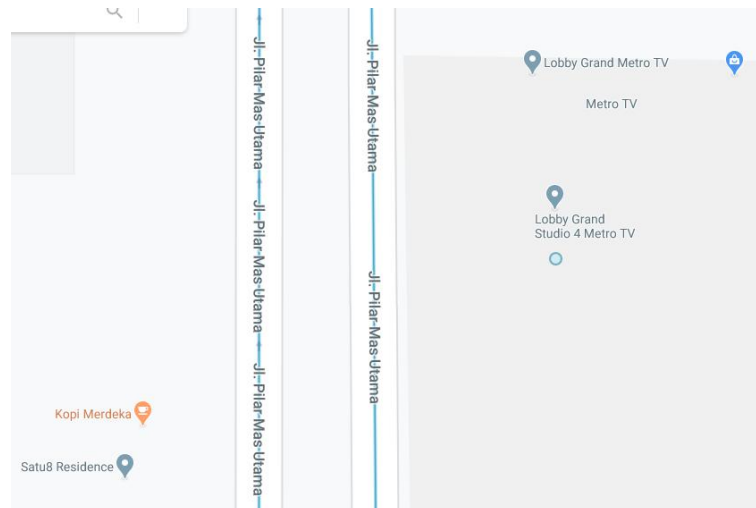 Jl. Pilar Mas Utama
Jl. Pilar Mas Utama
Lobby Grand Metro TV
Metro TV
Jl. Pilar Mas Utama
Lobby Grand
Studio 4 Metro TV
Jl. Pilar Mas Utama
Jl. Pilar Mas Utama
Kopi Merdeka
Satu8 Residence